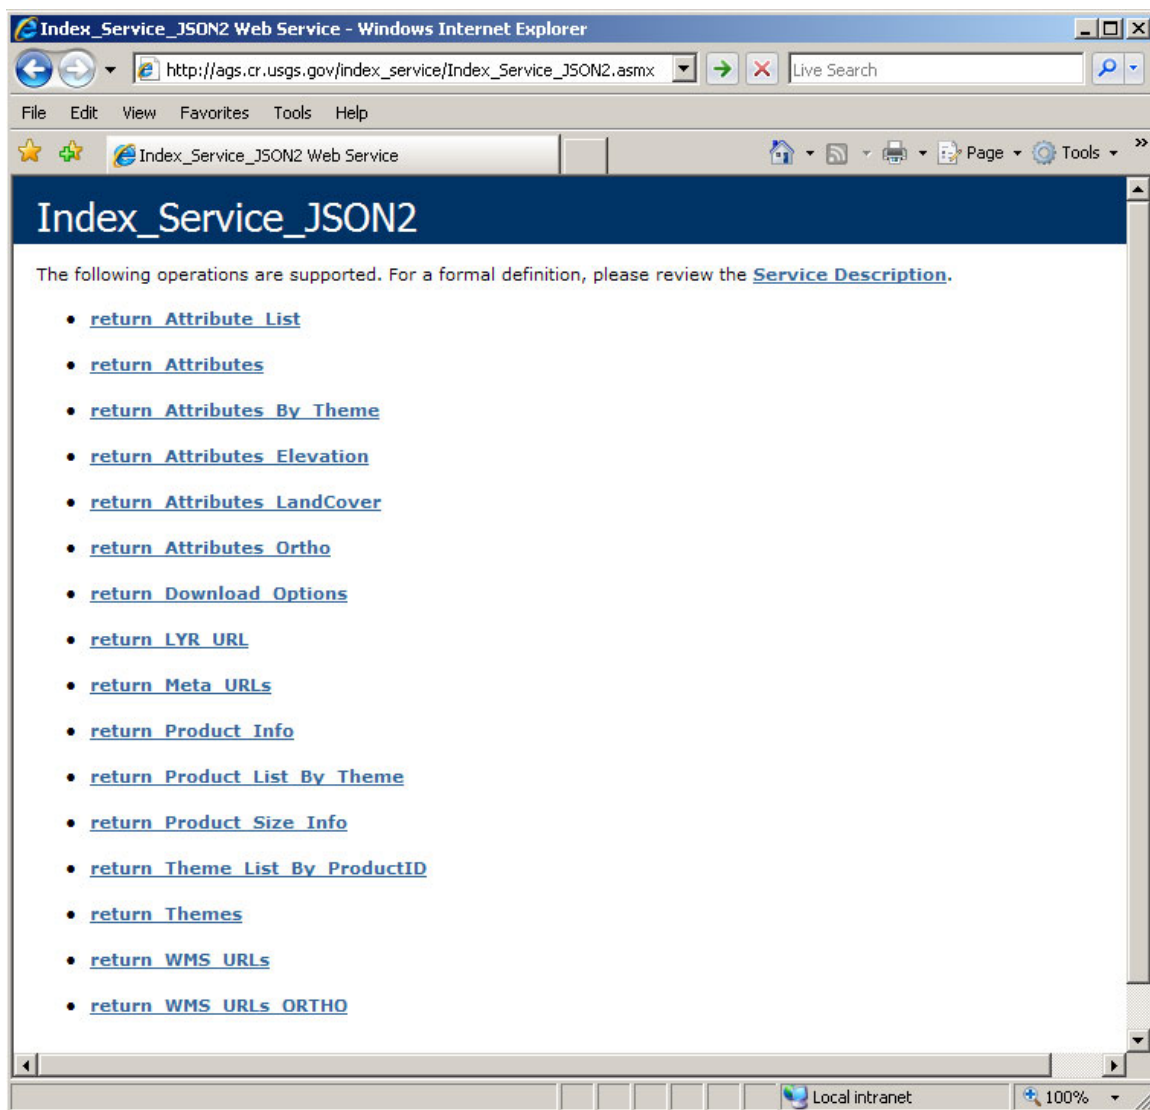 Index_Service_JSON2 Web Service - Windows Internet Explorer
http://ags.cr.usgs.gov/index_service/Index_Service_JSON2.asmx
Live Search
File Edit View Favorites Tools Help
Index_Service_JSON2 Web Service
Page
Tools
»
Index_Service_JSON2
The following operations are supported. For a formal definition, please review the Service Description.
• return_Attribute_List
• return_Attributes
• return_Attributes_By_Theme
• return_Attributes_Elevation
• return_Attributes_LandCover
• return_Attributes_Ortho
• return_Download_Options
• return_LYR_URL
• return_Meta_URLs
• return_Product_Info
• return_Product_List_By_Theme
• return_Product_Size_Info
• return_Theme_List_By_ProductID
• return_Themes
• return_WMS_URLs
• return_WMS_URLs_ORTHO
Local intranet
100%